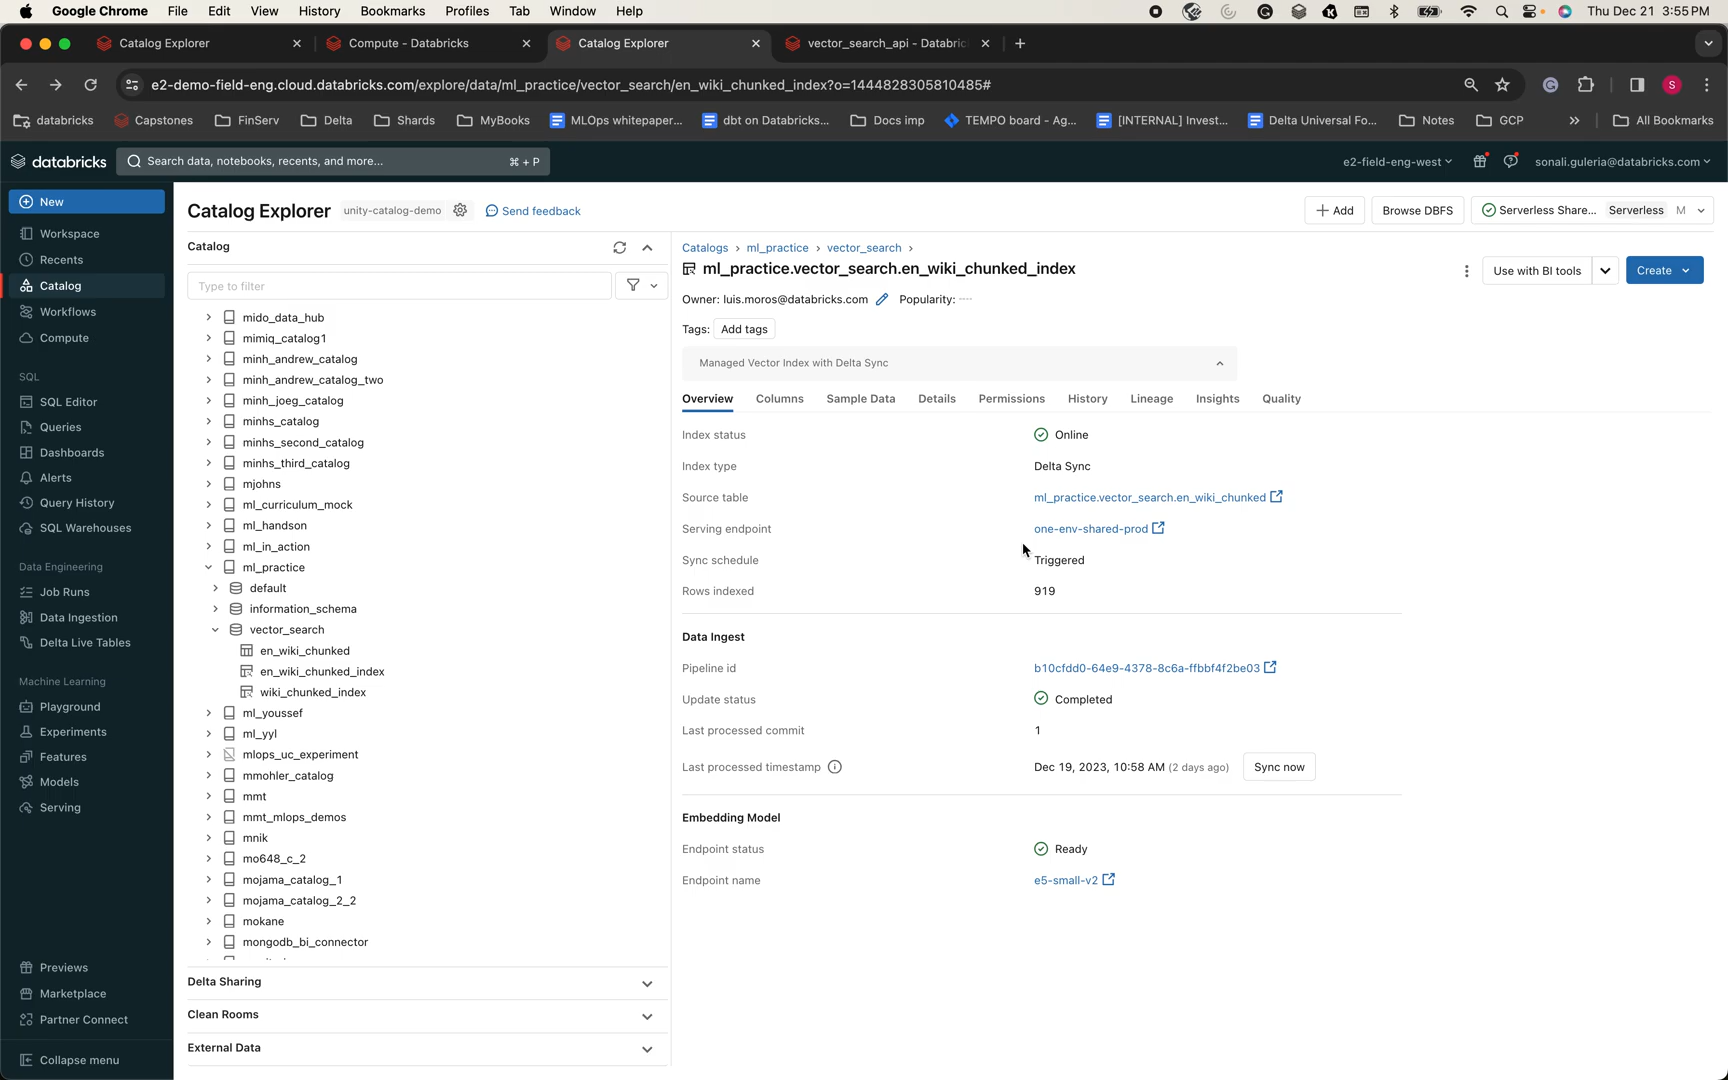 Google Chrome File Edit View History Bookmarks Profiles Tab Window Help Thu Dec 21 3:55 PM
Catalog Explorer Compute - Databricks Catalog Explorer vector_search_api - Databric
e2-demo-field-eng.cloud.databricks.com/explore/data/ml_practice/vector_search/en_wiki_chunked_index?o=1444828305810485#
databricks Capstones FinServ Delta Shards MyBooks MLOps whitepaper... dbt on Databricks... Docs imp TEMPO board - Ag... [INTERNAL] Invest... Delta Universal Fo... Notes GCP » All Bookmarks
databricks Search data, notebooks, recents, and more... ⌘ + P e2-field-eng-west sonali.guleria@databricks.com
New
Workspace
Recents
Catalog
Workflows
Compute
SQL
SQL Editor
Queries
Dashboards
Alerts
Query History
SQL Warehouses
Data Engineering
Job Runs
Data Ingestion
Delta Live Tables
Machine Learning
Playground
Experiments
Features
Models
Serving
Previews
Marketplace
Partner Connect
Collapse menu
Catalog Explorer unity-catalog-demo Send feedback + Add Browse DBFS Serverless Share... Serverless M
Catalog
Type to filter
mido_data_hub
mimiq_catalog1
minh_andrew_catalog
minh_andrew_catalog_two
minh_joeg_catalog
minhs_catalog
minhs_second_catalog
minhs_third_catalog
mjohns
ml_curriculum_mock
ml_handson
ml_in_action
ml_practice
default
information_schema
vector_search
en_wiki_chunked
en_wiki_chunked_index
wiki_chunked_index
ml_youssef
ml_yyl
mlops_uc_experiment
mmohler_catalog
mmt
mmt_mlops_demos
mnik
mo648_c_2
mojama_catalog_1
mojama_catalog_2_2
mokane
mongodb_bi_connector
Delta Sharing
Clean Rooms
External Data
Catalogs › ml_practice › vector_search ›
ml_practice.vector_search.en_wiki_chunked_index Use with BI tools Create
Owner: luis.moros@databricks.com Popularity:
Tags: Add tags
Managed Vector Index with Delta Sync
Overview Columns Sample Data Details Permissions History Lineage Insights Quality
Index status Online
Index type Delta Sync
Source table ml_practice.vector_search.en_wiki_chunked
Serving endpoint one-env-shared-prod
Sync schedule Triggered
Rows indexed 919
Data Ingest
Pipeline id b10cfdd0-64e9-4378-8c6a-ffbbf4f2be03
Update status Completed
Last processed commit 1
Last processed timestamp Dec 19, 2023, 10:58 AM (2 days ago) Sync now
Embedding Model
Endpoint status Ready
Endpoint name e5-small-v2